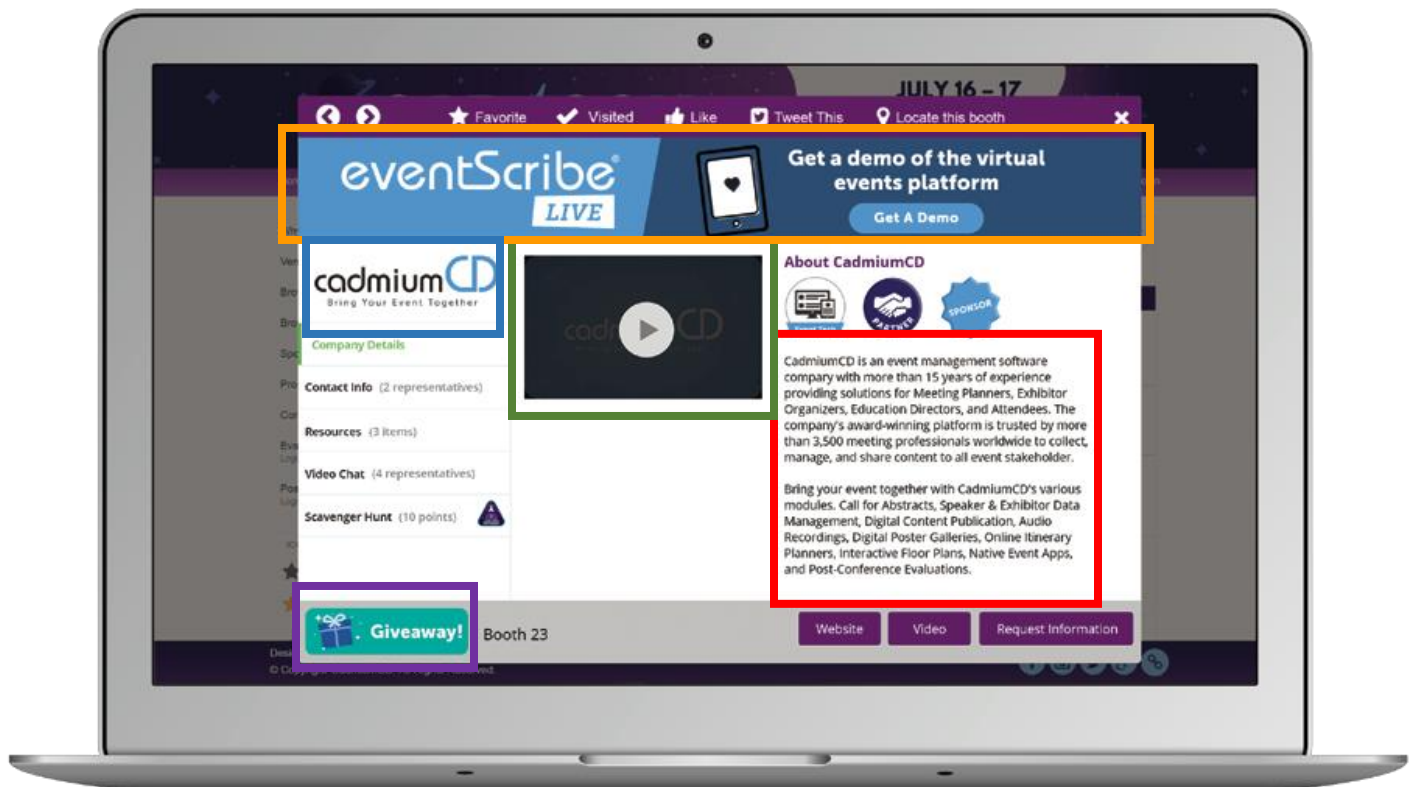 JULY 16 – 17
Favorite
Visited
Like
Tweet This
Locate this booth
eventScribe®
LIVE
Get a demo of the virtual
events platform
Get A Demo
cadmiumCD
Bring Your Event Together
Company Details
Contact Info (2 representatives)
Resources (3 items)
Video Chat (4 representatives)
Scavenger Hunt (10 points)
About CadmiumCD
PARTNER
SPONSOR
CadmiumCD is an event management software
company with more than 15 years of experience
providing solutions for Meeting Planners, Exhibitor
Organizers, Education Directors, and Attendees. The
company's award-winning platform is trusted by more
than 3,500 meeting professionals worldwide to collect,
manage, and share content to all event stakeholder.
Bring your event together with CadmiumCD's various
modules. Call for Abstracts, Speaker & Exhibitor Data
Management, Digital Content Publication, Audio
Recordings, Digital Poster Galleries, Online Itinerary
Planners, Interactive Floor Plans, Native Event Apps,
and Post-Conference Evaluations.
Giveaway!
Booth 23
Website
Video
Request Information